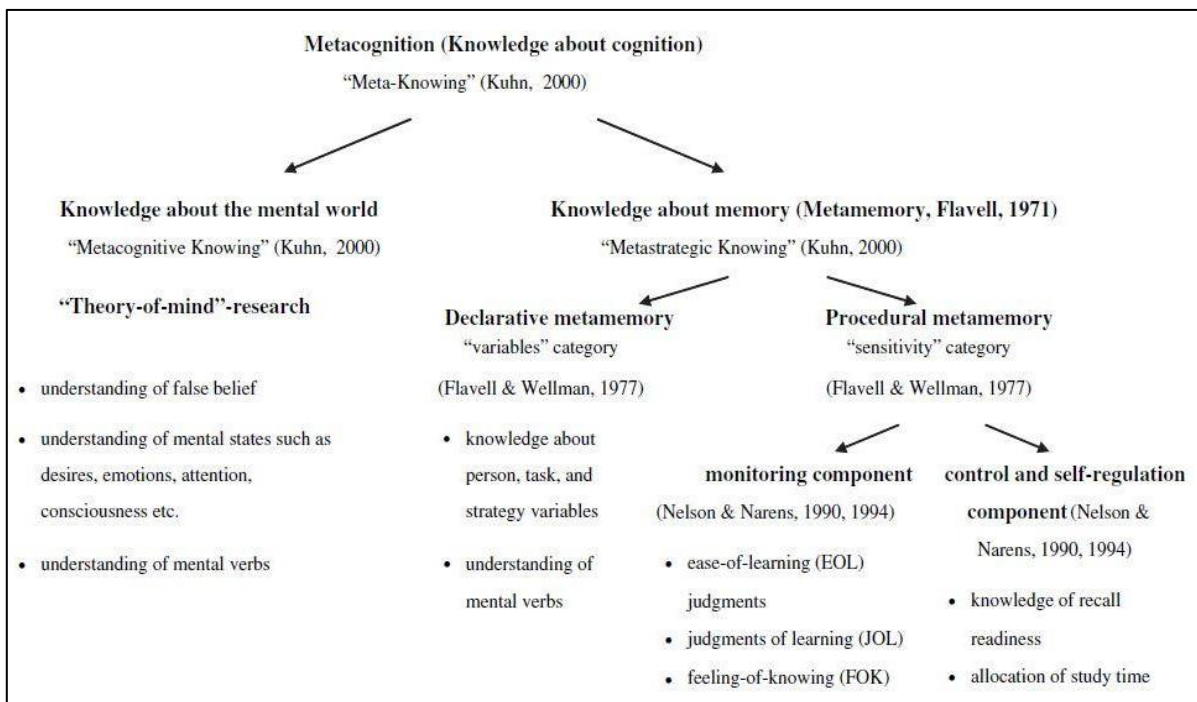 Metacognition (Knowledge about cognition)
“Meta-Knowing” (Kuhn, 2000)
Knowledge about the mental world
“Metacognitive Knowing” (Kuhn, 2000)
“Theory-of-mind”-research
• understanding of false belief
• understanding of mental states such as
desires, emotions, attention,
consciousness etc.
• understanding of mental verbs
Knowledge about memory (Metamemory, Flavell, 1971)
“Metastrategic Knowing” (Kuhn, 2000)
Declarative metamemory
“variables” category
(Flavell & Wellman, 1977)
• knowledge about
person, task, and
strategy variables
• understanding of
mental verbs
Procedural metamemory
“sensitivity” category
(Flavell & Wellman, 1977)
monitoring component
(Nelson & Narens, 1990, 1994)
• ease-of-learning (EOL)
judgments
• judgments of learning (JOL)
• feeling-of-knowing (FOK)
control and self-regulation
component (Nelson &
Narens, 1990, 1994)
• knowledge of recall
readiness
• allocation of study time